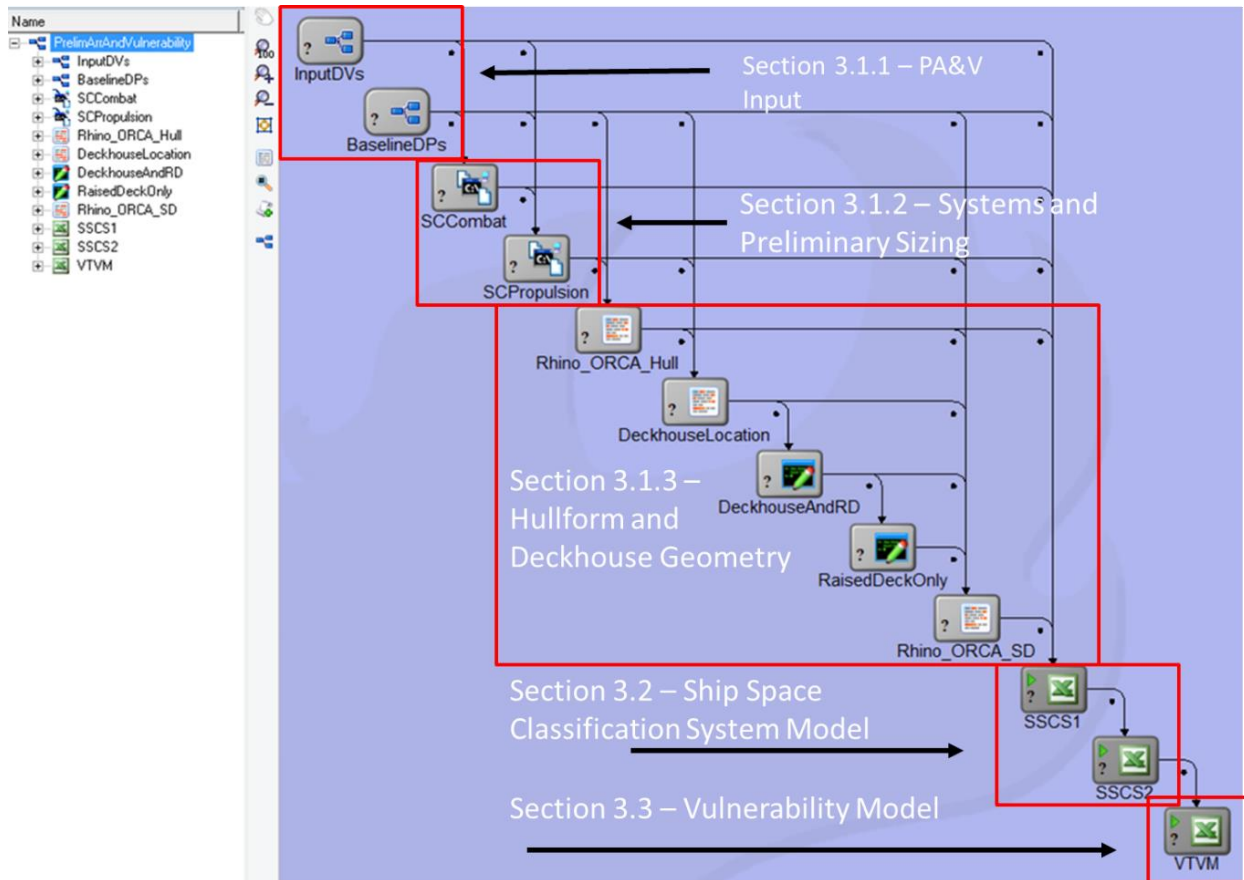 Name
PrelimArrAndVulnerability
InputDVs
BaselineDPs
SCCombat
SCPropulsion
Rhino_ORCA_Hull
DeckhouseLocation
DeckhouseAndRD
RaisedDeckOnly
Rhino_ORCA_SD
SSCS1
SSCS2
VTVM
100
?
InputDVs
Section 3.1.1 – PA&V
Input
?
BaselineDPs
?
SCCombat
Section 3.1.2 – Systems and
Preliminary Sizing
?
SCPropulsion
?
Rhino_ORCA_Hull
?
DeckhouseLocation
Section 3.1.3 –
Hullform and
Deckhouse Geometry
?
DeckhouseAndRD
?
RaisedDeckOnly
?
Rhino_ORCA_SD
Section 3.2 – Ship Space
Classification System Model
?
SSCS1
?
SSCS2
Section 3.3 – Vulnerability Model
?
VTVM